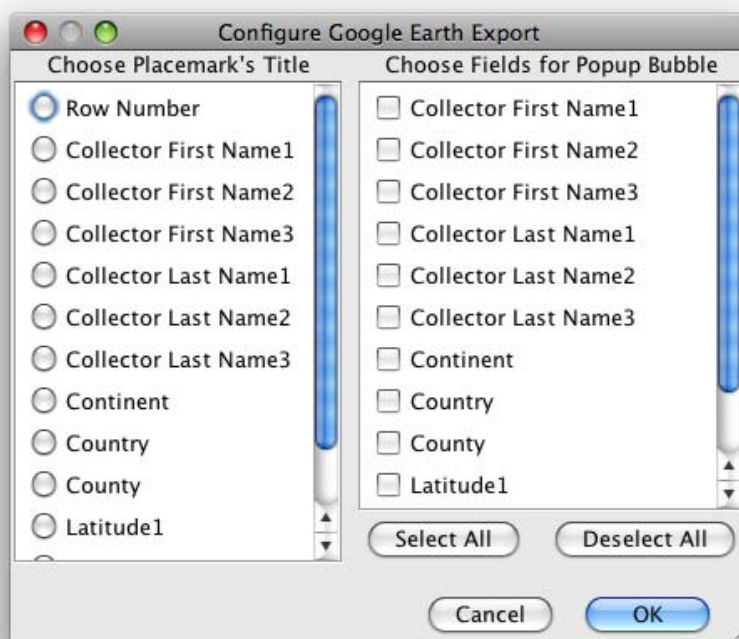 Configure Google Earth Export
Choose Placemark's Title
Row Number
Collector First Name1
Collector First Name2
Collector First Name3
Collector Last Name1
Collector Last Name2
Collector Last Name3
Continent
Country
County
Latitude1
Choose Fields for Popup Bubble
Collector First Name1
Collector First Name2
Collector First Name3
Collector Last Name1
Collector Last Name2
Collector Last Name3
Continent
Country
County
Latitude1
Select All
Deselect All
Cancel
OK